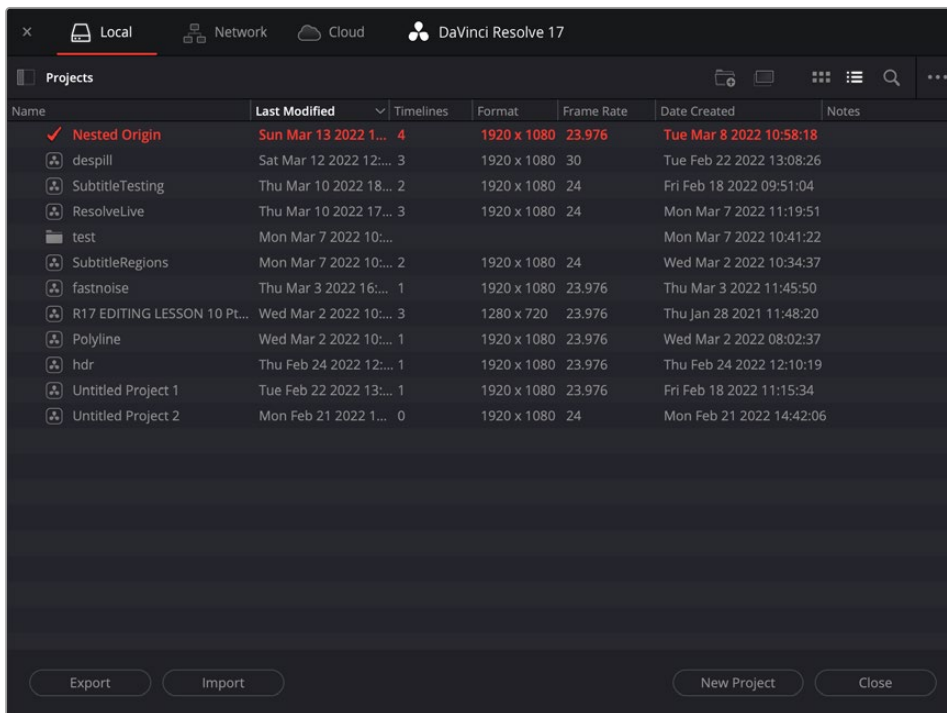 Local Network Cloud DaVinci Resolve 17
Projects
Name Last Modified Timelines Format Frame Rate Date Created Notes
Nested Origin Sun Mar 13 2022 1... 4 1920 x 1080 23.976 Tue Mar 8 2022 10:58:18
despill Sat Mar 12 2022 12:... 3 1920 x 1080 30 Tue Feb 22 2022 13:08:26
SubtitleTesting Thu Mar 10 2022 18... 2 1920 x 1080 24 Fri Feb 18 2022 09:51:04
ResolveLive Thu Mar 10 2022 17... 3 1920 x 1080 24 Mon Mar 7 2022 11:19:51
test Mon Mar 7 2022 10:... Mon Mar 7 2022 10:41:22
SubtitleRegions Mon Mar 7 2022 10:... 2 1920 x 1080 24 Wed Mar 2 2022 10:34:37
fastnoise Thu Mar 3 2022 16:... 1 1920 x 1080 23.976 Thu Mar 3 2022 11:45:50
R17 EDITING LESSON 10 Pt... Wed Mar 2 2022 10:... 3 1280 x 720 23.976 Thu Jan 28 2021 11:48:20
Polyline Wed Mar 2 2022 10:... 1 1920 x 1080 23.976 Wed Mar 2 2022 08:02:37
hdr Thu Feb 24 2022 12:... 1 1920 x 1080 23.976 Thu Feb 24 2022 12:10:19
Untitled Project 1 Tue Feb 22 2022 13:... 1 1920 x 1080 23.976 Fri Feb 18 2022 11:15:34
Untitled Project 2 Mon Feb 21 2022 1... 0 1920 x 1080 24 Mon Feb 21 2022 14:42:06
Export Import New Project Close